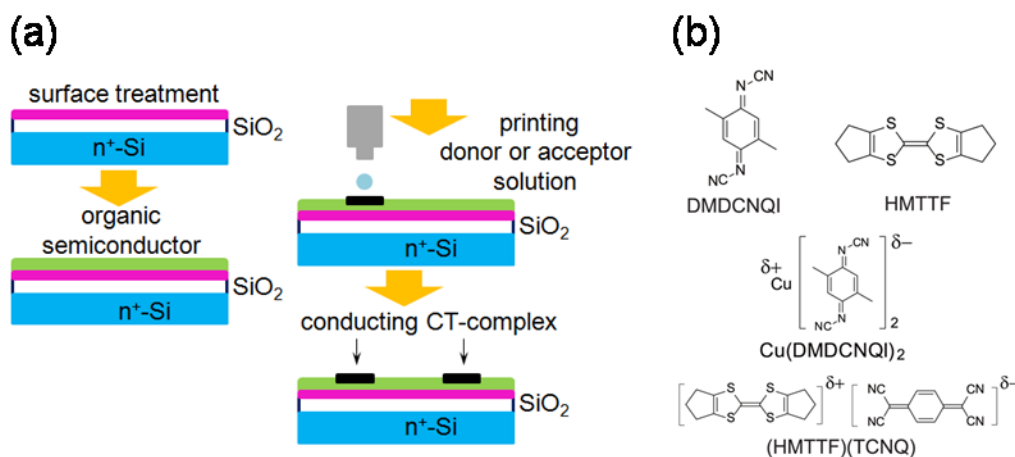 (a)
surface treatment
SiO2
n+-Si
organic
semiconductor
SiO2
n+-Si
printing
donor or acceptor
solution
SiO2
n+-Si
conducting CT-complex
SiO2
n+-Si
(b)
CN
N
N
NC
DMDCNQI
S S
S S
HMTTF
δ+
Cu
CN
N
N
NC
δ−
2
Cu(DMDCNQI)2
S S
S S
δ+
NC CN
NC CN
δ−
(HMTTF)(TCNQ)